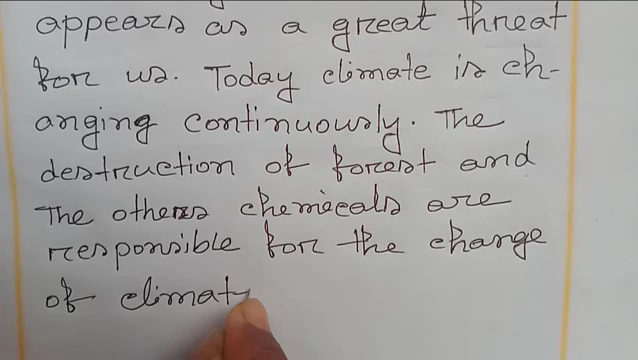 appears as a great threat
for us. Today climate is ch-
anging continuously. The
destruction of forest and
The others chemicals are
responsible for the change
of climat